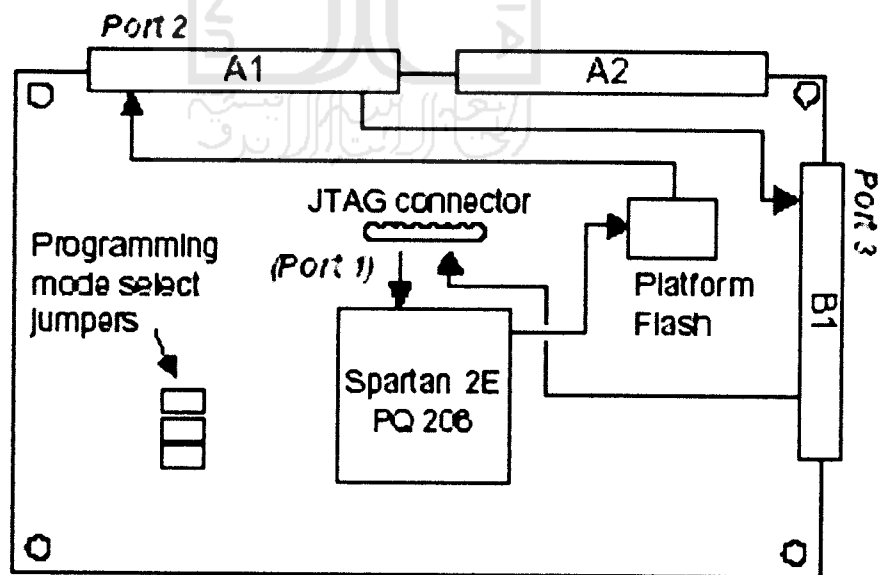 Port 2
A1
A2
JTAG connector
(Port 1)
Programming
mode select
jumpers
Platform
Flash
Port 3
B1
Spartan 2E
PQ 208